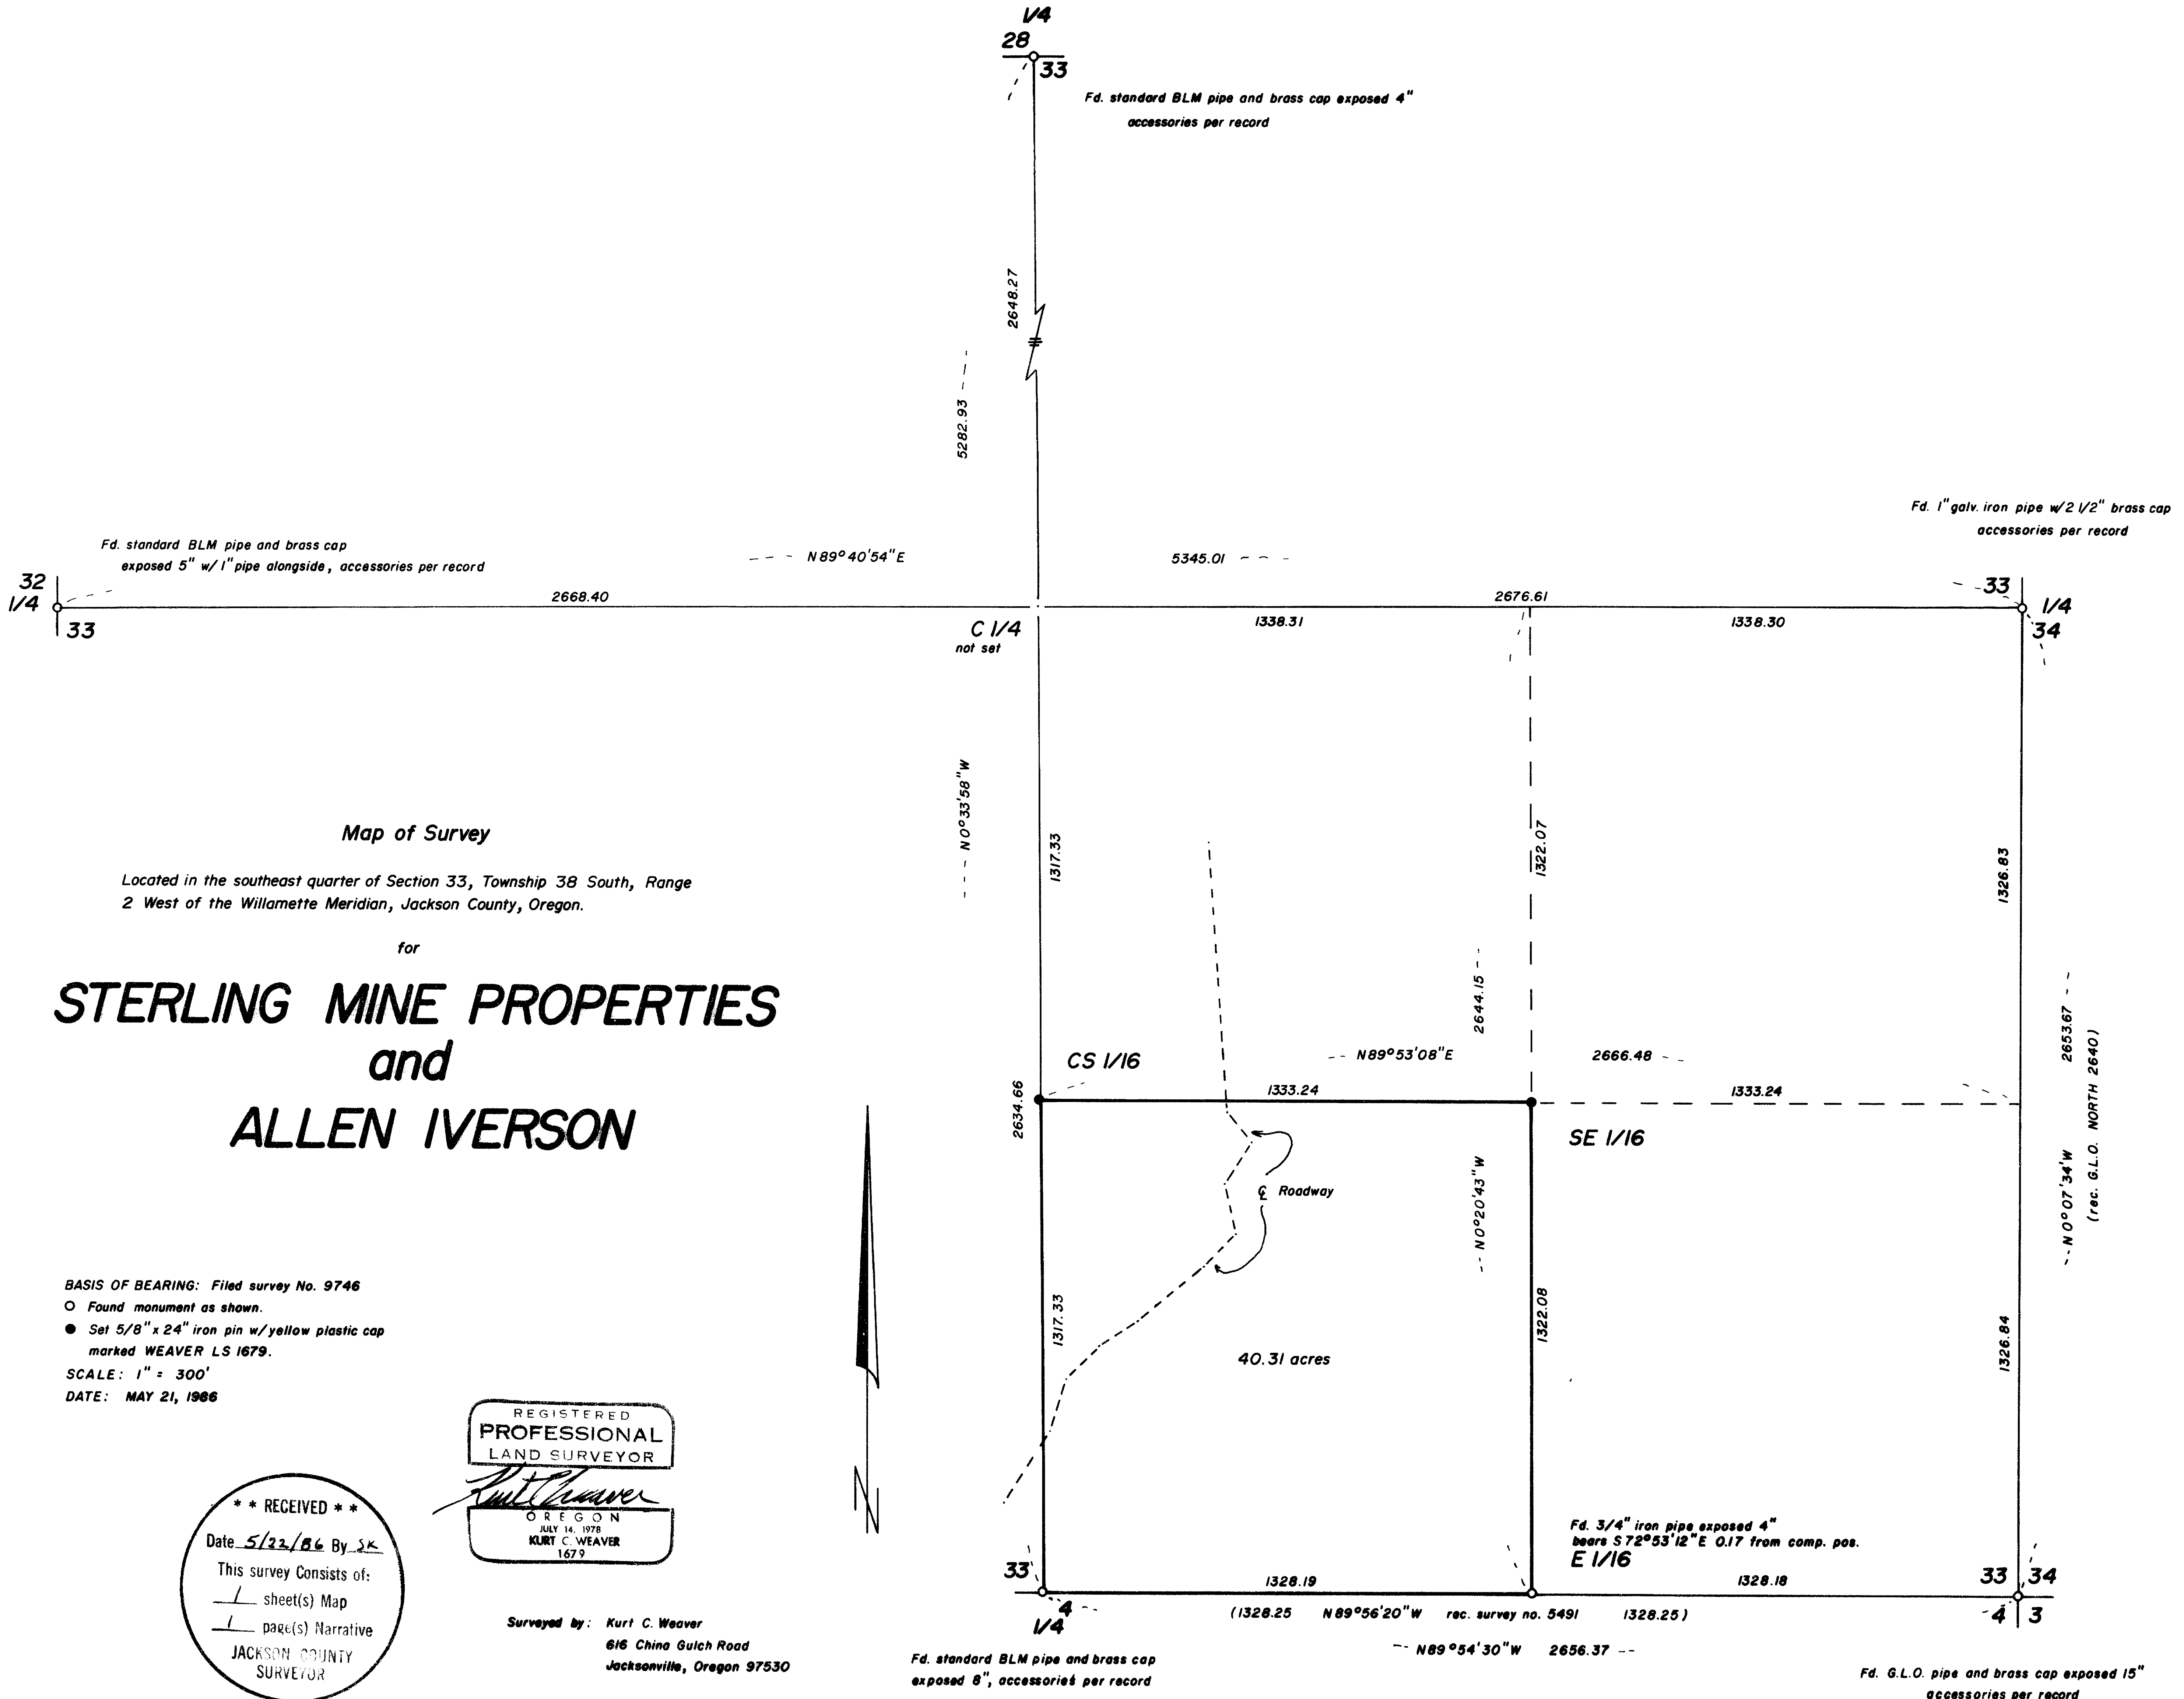 1/4
28
33
Fd. standard BLM pipe and brass cap exposed 4"
accessories per record
2648.27
5282.93
Fd. 1" galv. iron pipe w/2 1/2" brass cap
accessories per record
Fd. standard BLM pipe and brass cap
exposed 5" w/ 1" pipe alongside, accessories per record
N 89° 40' 54" E
5345.01
32
1/4
33
2668.40
2676.61
33
1/4
34
C 1/4
not set
1338.31
1338.30
N 0° 33' 58" W
1317.33
1322.07
1326.83
Map of Survey
Located in the southeast quarter of Section 33, Township 38 South, Range
2 West of the Willamette Meridian, Jackson County, Oregon.
for
STERLING MINE PROPERTIES
and
ALLEN IVERSON
2644.15
2653.67
CS 1/16
N 89° 53' 08" E
2666.48
1333.24
1333.24
2634.66
SE 1/16
(rec. G.L.O. NORTH 2640)
N 0° 20' 43" W
N 0° 07' 34' W
℄ Roadway
BASIS OF BEARING: Filed survey No. 9746
Found monument as shown.
Set 5/8" x 24" iron pin w/yellow plastic cap
marked WEAVER LS 1679.
SCALE: 1" = 300'
DATE: MAY 21, 1986
1317.33
1322.08
1326.84
40.31 acres
REGISTERED
PROFESSIONAL
LAND SURVEYOR
Kurt C Weaver
OREGON
JULY 14, 1978
KURT C. WEAVER
1679
N
* * RECEIVED * *
Date 5/22/86 By SK
This survey Consists of:
1 sheet(s) Map
1 page(s) Narrative
JACKSON COUNTY
SURVEYOR
Surveyed by: Kurt C. Weaver
616 China Gulch Road
Jacksonville, Oregon 97530
Fd. 3/4" iron pipe exposed 4"
bears S 72° 53' 12" E 0.17 from comp. pos.
E 1/16
33
1328.19
1328.18
33 34
4
1/4
(1328.25 N 89° 56' 20" W rec. survey no. 5491 1328.25)
4 3
N 89° 54' 30" W 2656.37
Fd. standard BLM pipe and brass cap
exposed 8", accessories per record
Fd. G.L.O. pipe and brass cap exposed 15"
accessories per record